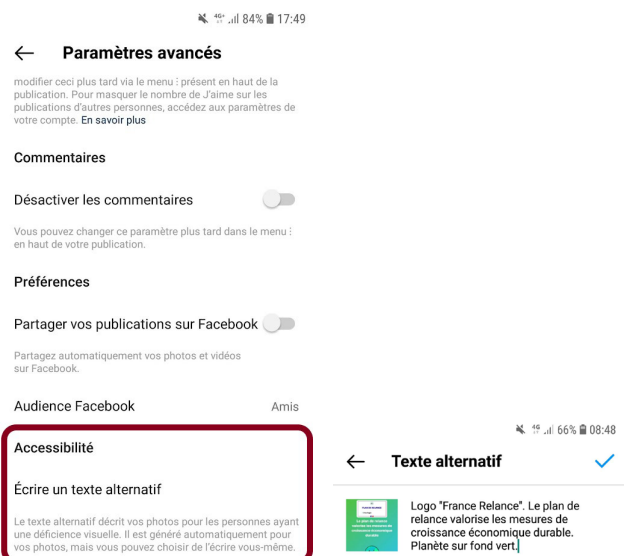 4G+ 84% 17:49
Paramètres avancés
modifier ceci plus tard via le menu ⁝ présent en haut de la
publication. Pour masquer le nombre de J'aime sur les
publications d'autres personnes, accédez aux paramètres de
votre compte. En savoir plus
Commentaires
Désactiver les commentaires
Vous pouvez changer ce paramètre plus tard dans le menu ⁝
en haut de votre publication.
Préférences
Partager vos publications sur Facebook
Partagez automatiquement vos photos et vidéos
sur Facebook.
Audience Facebook Amis
Accessibilité
Écrire un texte alternatif
Le texte alternatif décrit vos photos pour les personnes ayant
une déficience visuelle. Il est généré automatiquement pour
vos photos, mais vous pouvez choisir de l'écrire vous-même.
4G 66% 08:48
Texte alternatif
Logo "France Relance". Le plan de
relance valorise les mesures de
croissance économique durable.
Planète sur fond vert.